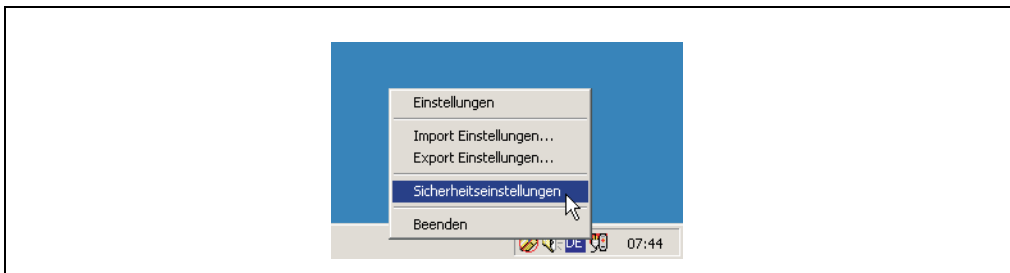 Einstellungen
Import Einstellungen...
Export Einstellungen...
Sicherheitseinstellungen
Beenden
DE 07:44